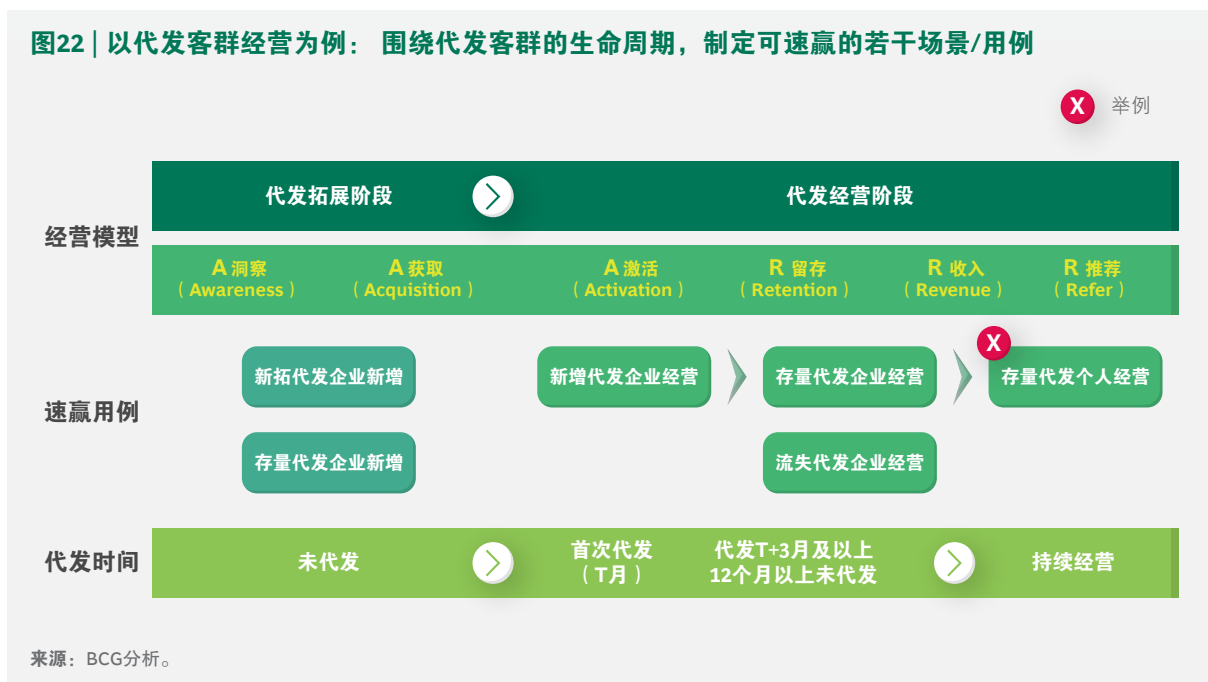 图22 | 以代发客群经营为例： 围绕代发客群的生命周期，制定可速赢的若干场景/用例
X 举例
经营模型
代发拓展阶段
代发经营阶段
A 洞察
（Awareness）
A 获取
（Acquisition）
A 激活
（Activation）
R 留存
（Retention）
R 收入
（Revenue）
R 推荐
（Refer）
速赢用例
新拓代发企业新增
存量代发企业新增
新增代发企业经营
存量代发企业经营
流失代发企业经营
X
存量代发个人经营
代发时间
未代发
首次代发
（T月）
代发T+3月及以上
12个月以上未代发
持续经营
来源：BCG分析。